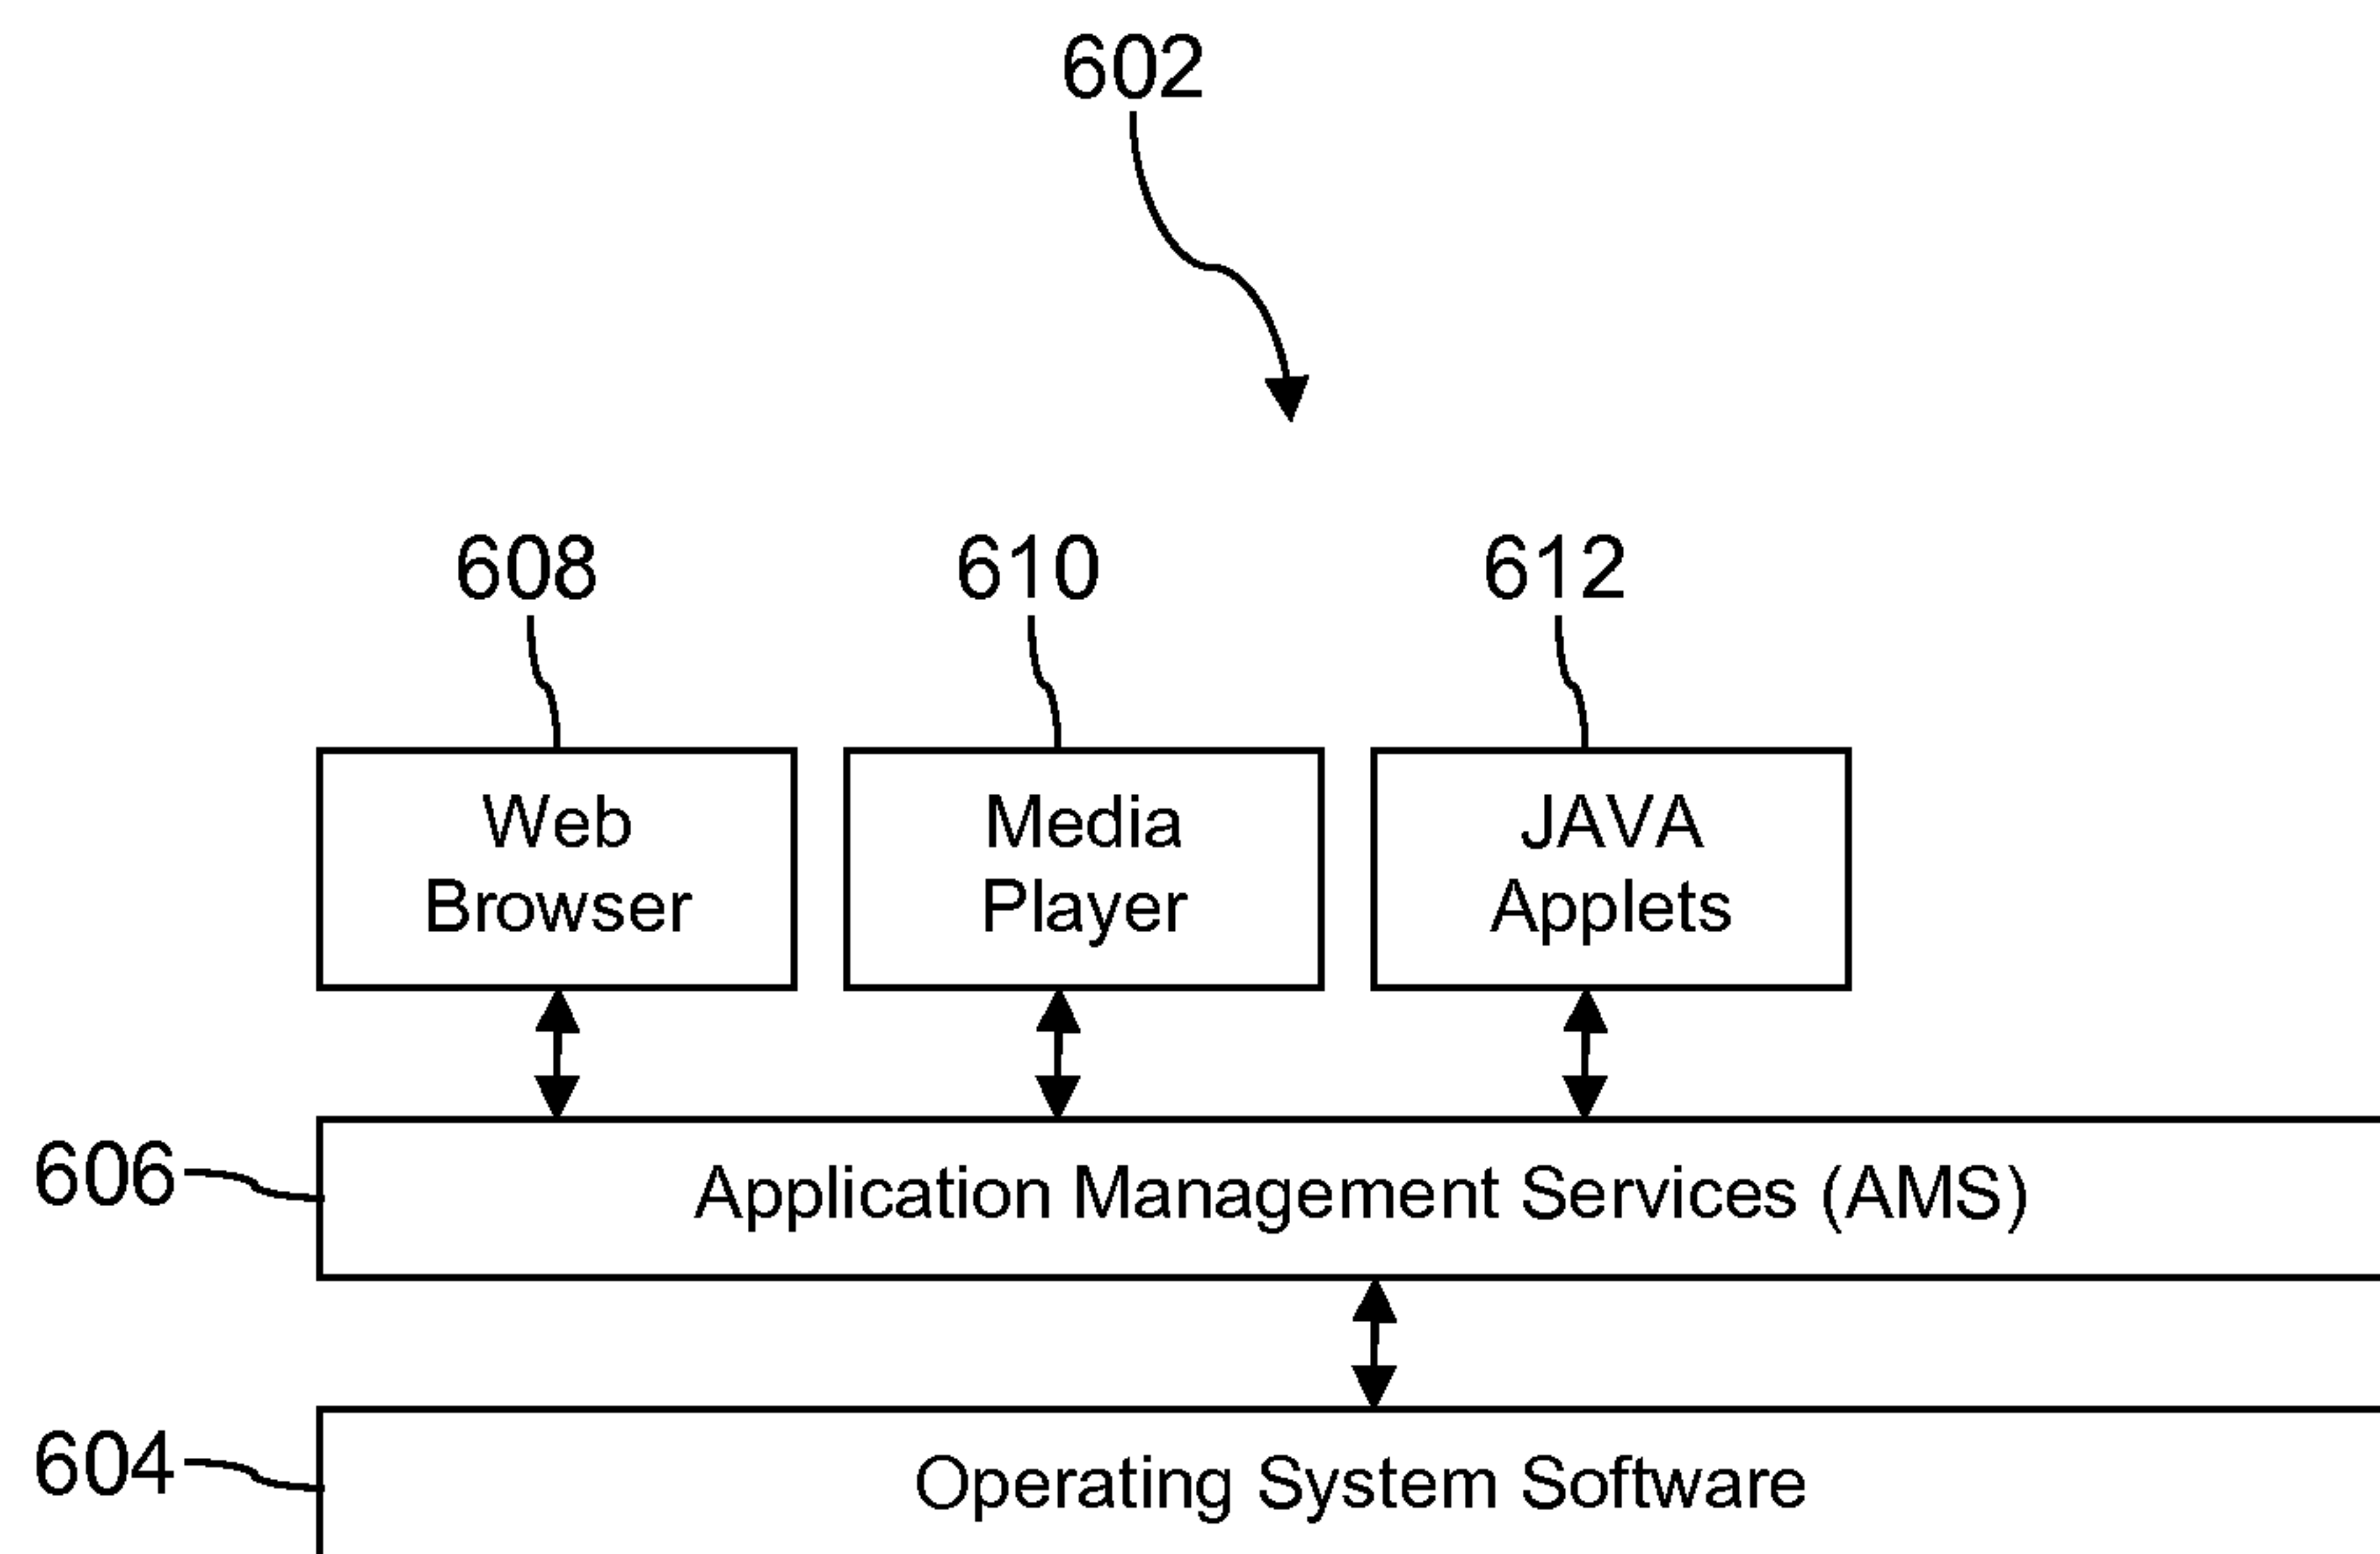 602
608
610
612
Web
Browser
Media
Player
JAVA
Applets
606
Application Management Services (AMS)
604
Operating System Software